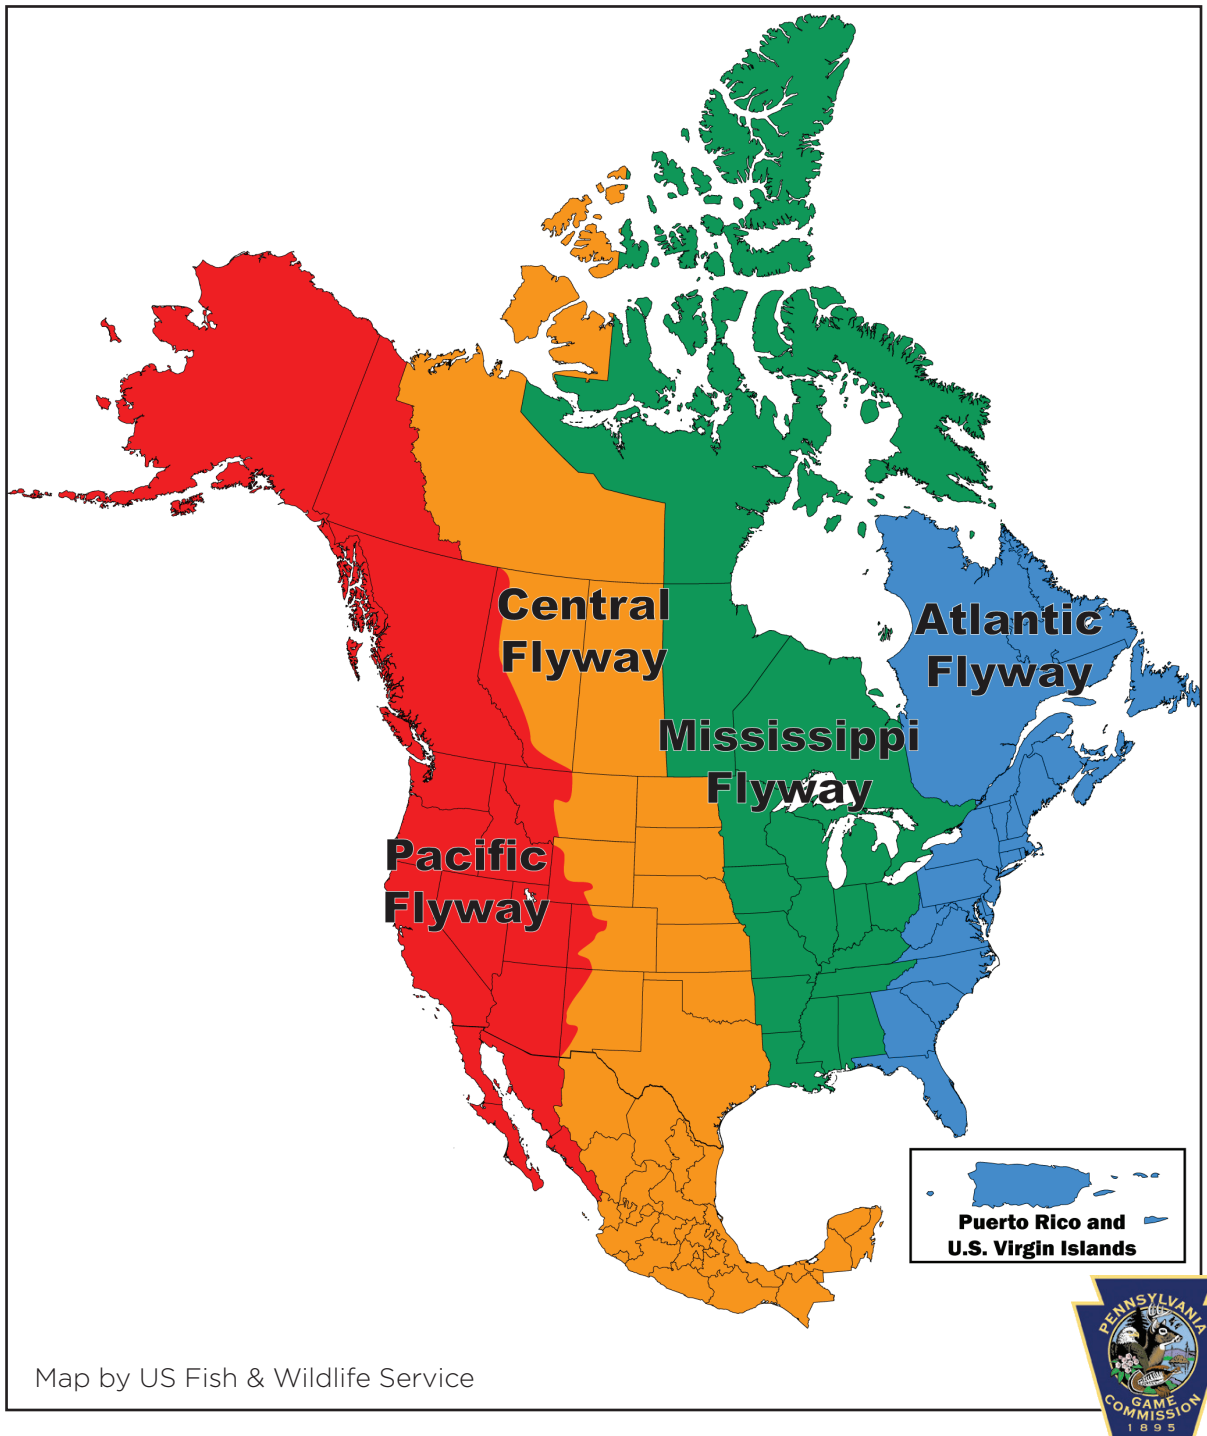 Central
Flyway
Atlantic
Flyway
Mississippi
Flyway
Pacific
Flyway
Puerto Rico and
U.S. Virgin Islands
Map by US Fish & Wildlife Service
PENNSYLVANIA
GAME
COMMISSION
1895